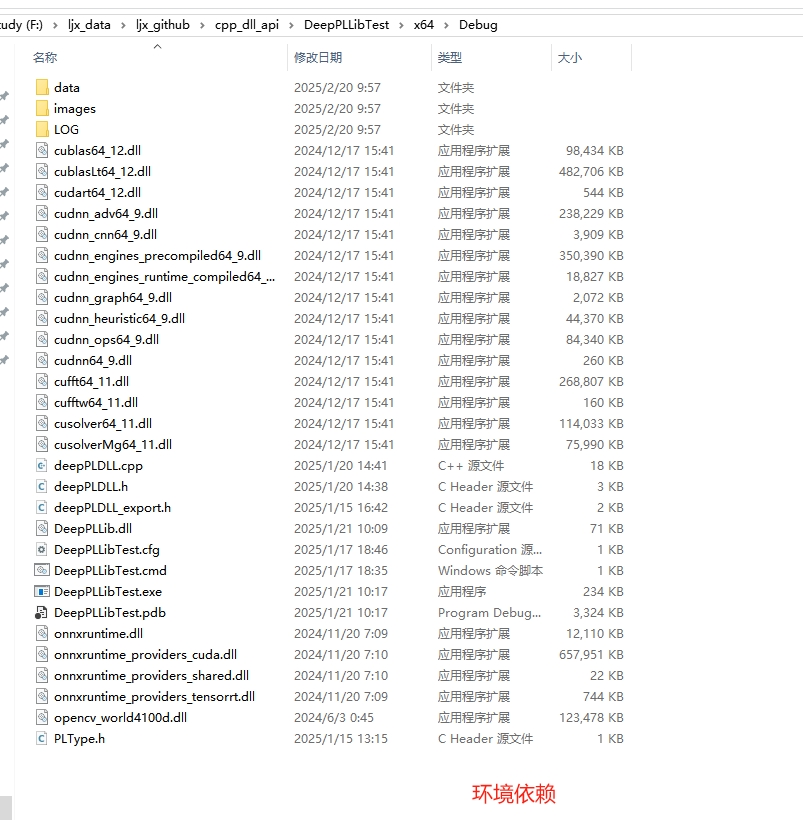 udy (F:) › ljx_data › ljx_github › cpp_dll_api › DeepPLLibTest › x64 › Debug
名称 修改日期 类型 大小
data 2025/2/20 9:57 文件夹
images 2025/2/20 9:57 文件夹
LOG 2025/2/20 9:57 文件夹
cublas64_12.dll 2024/12/17 15:41 应用程序扩展 98,434 KB
cublasLt64_12.dll 2024/12/17 15:41 应用程序扩展 482,706 KB
cudart64_12.dll 2024/12/17 15:41 应用程序扩展 544 KB
cudnn_adv64_9.dll 2024/12/17 15:41 应用程序扩展 238,229 KB
cudnn_cnn64_9.dll 2024/12/17 15:41 应用程序扩展 3,909 KB
cudnn_engines_precompiled64_9.dll 2024/12/17 15:41 应用程序扩展 350,390 KB
cudnn_engines_runtime_compiled64_... 2024/12/17 15:41 应用程序扩展 18,827 KB
cudnn_graph64_9.dll 2024/12/17 15:41 应用程序扩展 2,072 KB
cudnn_heuristic64_9.dll 2024/12/17 15:41 应用程序扩展 44,370 KB
cudnn_ops64_9.dll 2024/12/17 15:41 应用程序扩展 84,340 KB
cudnn64_9.dll 2024/12/17 15:41 应用程序扩展 260 KB
cufft64_11.dll 2024/12/17 15:41 应用程序扩展 268,807 KB
cufftw64_11.dll 2024/12/17 15:41 应用程序扩展 160 KB
cusolver64_11.dll 2024/12/17 15:41 应用程序扩展 114,033 KB
cusolverMg64_11.dll 2024/12/17 15:41 应用程序扩展 75,990 KB
deepPLDLL.cpp 2025/1/20 14:41 C++ 源文件 18 KB
deepPLDLL.h 2025/1/20 14:38 C Header 源文件 3 KB
deepPLDLL_export.h 2025/1/15 16:42 C Header 源文件 2 KB
DeepPLLib.dll 2025/1/21 10:09 应用程序扩展 71 KB
DeepPLLibTest.cfg 2025/1/17 18:46 Configuration 源... 1 KB
DeepPLLibTest.cmd 2025/1/17 18:35 Windows 命令脚本 1 KB
DeepPLLibTest.exe 2025/1/21 10:17 应用程序 234 KB
DeepPLLibTest.pdb 2025/1/21 10:17 Program Debug... 3,324 KB
onnxruntime.dll 2024/11/20 7:09 应用程序扩展 12,110 KB
onnxruntime_providers_cuda.dll 2024/11/20 7:10 应用程序扩展 657,951 KB
onnxruntime_providers_shared.dll 2024/11/20 7:10 应用程序扩展 22 KB
onnxruntime_providers_tensorrt.dll 2024/11/20 7:09 应用程序扩展 744 KB
opencv_world4100d.dll 2024/6/3 0:45 应用程序扩展 123,478 KB
PLType.h 2025/1/15 13:15 C Header 源文件 1 KB
环境依赖